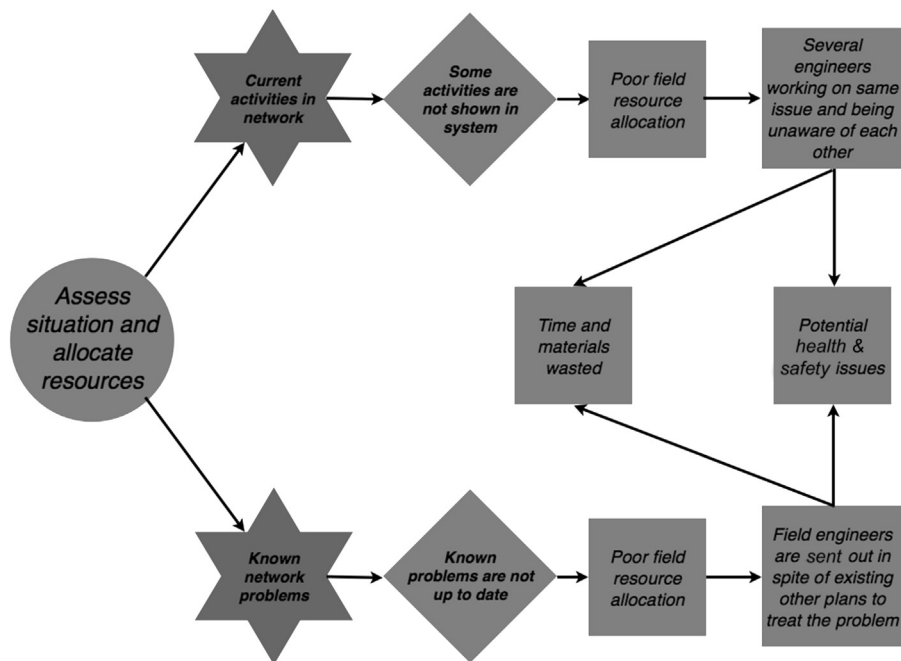 Current
activities in
network
Some
activities are
not shown in
system
Poor field
resource
allocation
Several
engineers
working on same
issue and being
unaware of each
other
Assess
situation and
allocate
resources
Time and
materials
wasted
Potential
health &
safety issues
Known
network
problems
Known
problems are not
up to date
Poor field
resource
allocation
Field engineers
are sent out in
spite of existing
other plans to
treat the problem